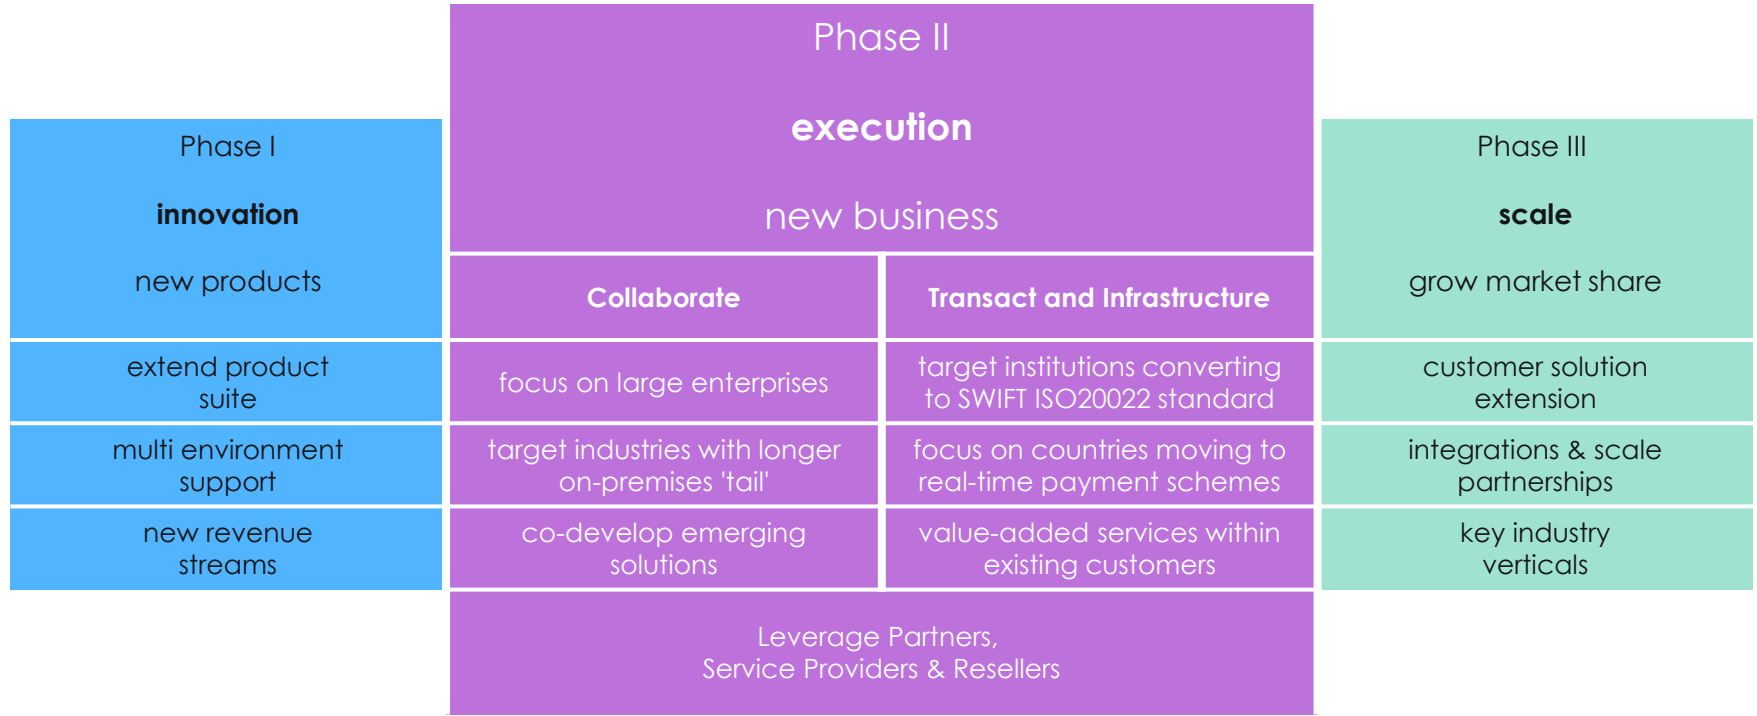 Phase I
innovation
new products
extend product
suite
multi environment
support
new revenue
streams
Phase II
execution
new business
Collaborate
focus on large enterprises
target industries with longer
on-premises 'tail'
co-develop emerging
solutions
Transact and Infrastructure
target institutions converting
to SWIFT ISO20022 standard
focus on countries moving to
real-time payment schemes
value-added services within
existing customers
Leverage Partners,
Service Providers & Resellers
Phase III
scale
grow market share
customer solution
extension
integrations & scale
partnerships
key industry
verticals